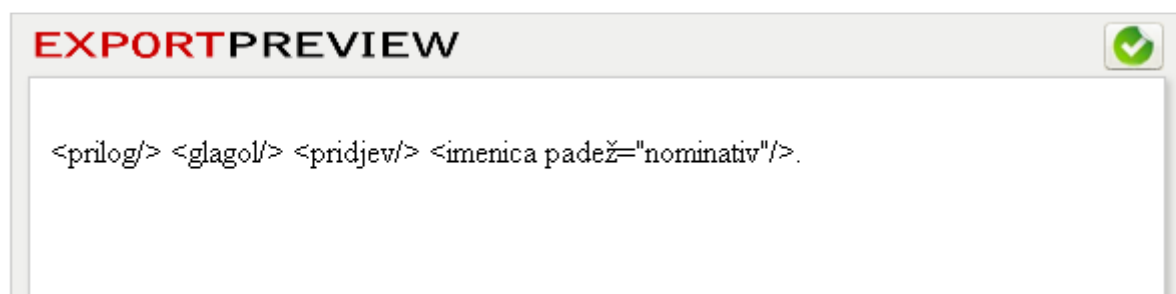 EXPORTPREVIEW
<prilog/> <glagol/> <pridjev/> <imenica padež="nominativ"/>.